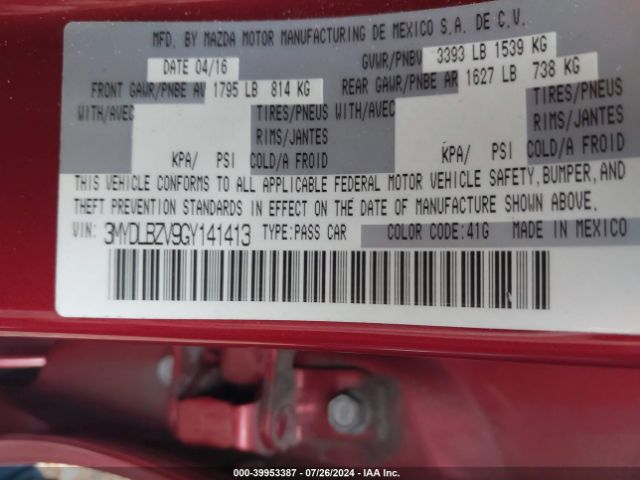 MFD. BY MAZDA MOTOR MANUFACTURING DE MEXICO S.A. DE C.V.
DATE 04/16 GVWR/PNBV 3393 LB 1539 KG
FRONT GAWR/PNBE AV 1795 LB 814 KG REAR GAWR/PNBE AR 1627 LB 738 KG
WITH/AVEC TIRES/PNEUS WITH/AVEC TIRES/PNEUS
RIMS/JANTES RIMS/JANTES
KPA/ PSI COLD/A FROID KPA/ PSI COLD/A FROID
THIS VEHICLE CONFORMS TO ALL APPLICABLE FEDERAL MOTOR VEHICLE SAFETY, BUMPER, AND
THEFT PREVENTION STANDARDS IN EFFECT ON THE DATE OF MANUFACTURE SHOWN ABOVE.
VIN: 3MYDLBZV9GY141413 TYPE:PASS CAR COLOR CODE: 41G MADE IN MEXICO
000-39953387 - 07/26/2024 - IAA Inc.